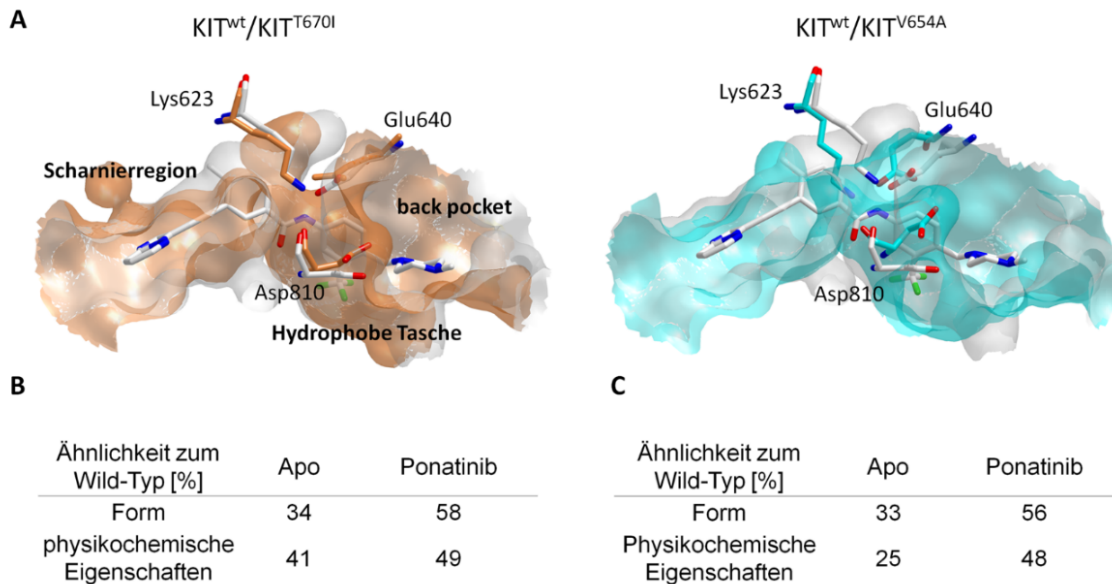 A
KITwt/KITT670I
KITwt/KITV654A
Lys623
Glu640
Scharnierregion
back pocket
Asp810
Hydrophobe Tasche
Lys623
Glu640
Asp810
B
Ähnlichkeit zum Wild-Typ [%] Apo Ponatinib
Form 34 58
physikochemische Eigenschaften 41 49
C
Ähnlichkeit zum Wild-Typ [%] Apo Ponatinib
Form 33 56
Physikochemische Eigenschaften 25 48